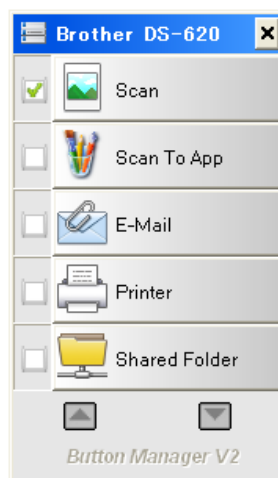 Brother DS-620
Scan
Scan To App
E-Mail
Printer
Shared Folder
Button Manager V2